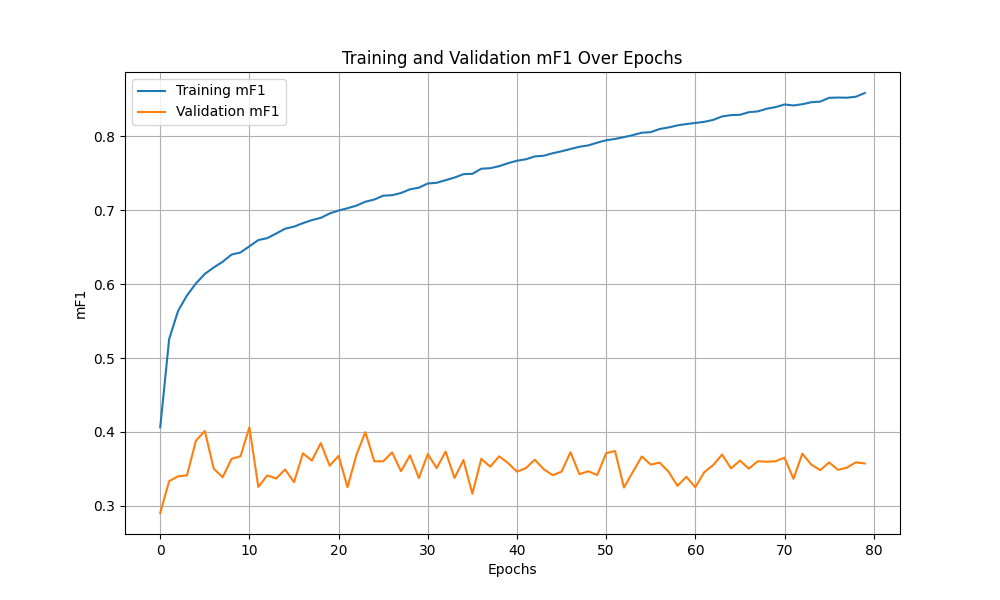 Training and Validation mF1 Over Epochs
Training mF1
Validation mF1
mF1
0.8
0.7
0.6
0.5
0.4
0.3
0 10 20 30 40 50 60 70 80
Epochs